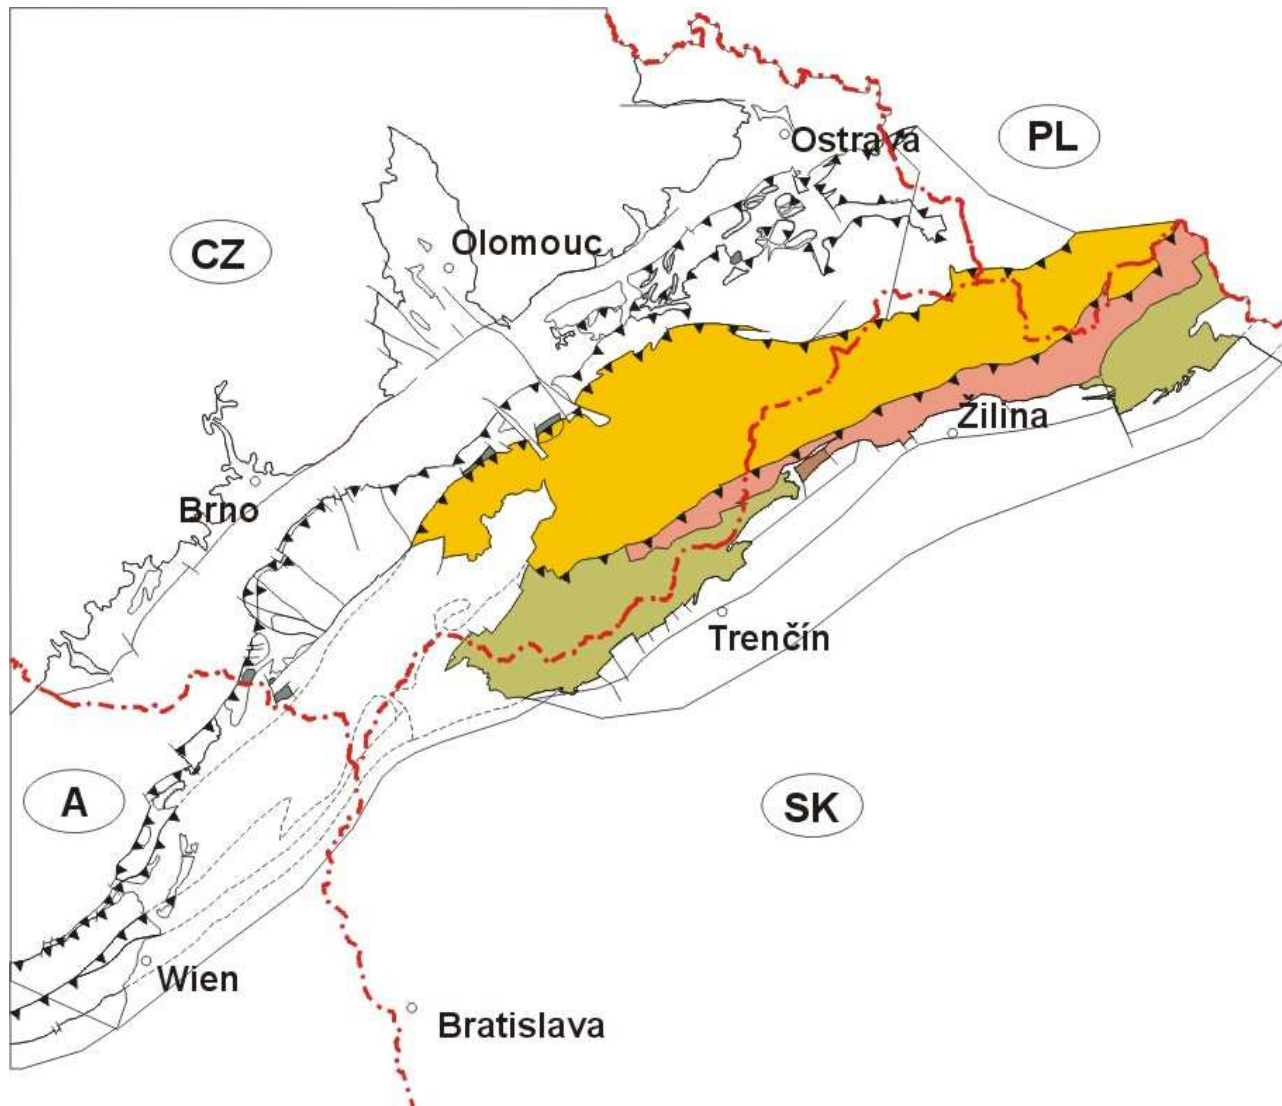 Ostrava
PL
CZ
Olomouc
Žilina
Brno
Trenčín
A
SK
Wien
Bratislava